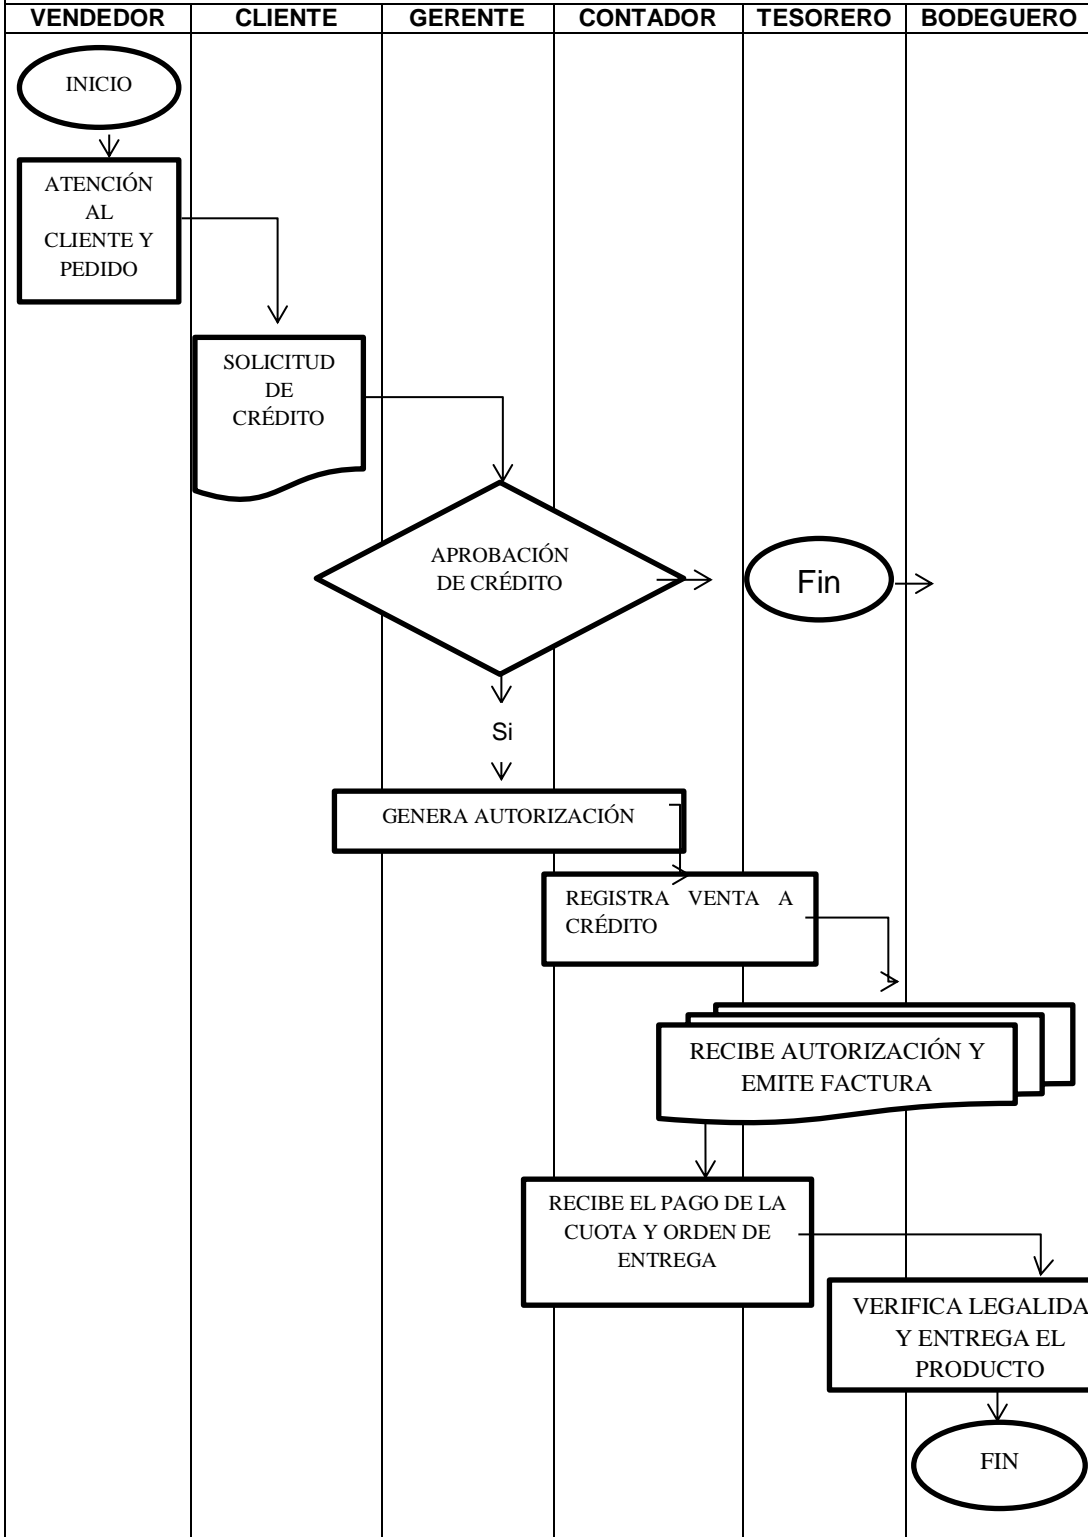 VENDEDOR CLIENTE GERENTE CONTADOR TESORERO BODEGUERO
INICIO
ATENCIÓN
AL
CLIENTE Y
PEDIDO
SOLICITUD
DE
CRÉDITO
APROBACIÓN
DE CRÉDITO
Fin
Si
GENERA AUTORIZACIÓN
REGISTRA VENTA A
CRÉDITO
RECIBE AUTORIZACIÓN Y
EMITE FACTURA
RECIBE EL PAGO DE LA
CUOTA Y ORDEN DE
ENTREGA
VERIFICA LEGALIDA
Y ENTREGA EL
PRODUCTO
FIN